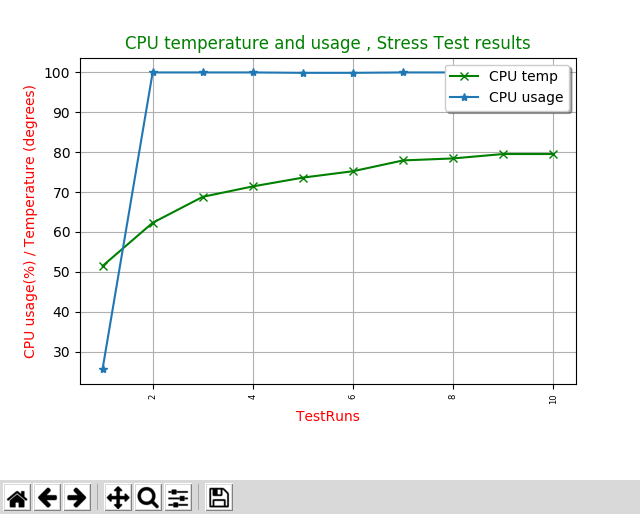 CPU temperature and usage , Stress Test results
CPU temp
CPU usage
CPU usage(%) / Temperature (degrees)
100
90
80
70
60
50
40
30
2
4
6
8
10
TestRuns